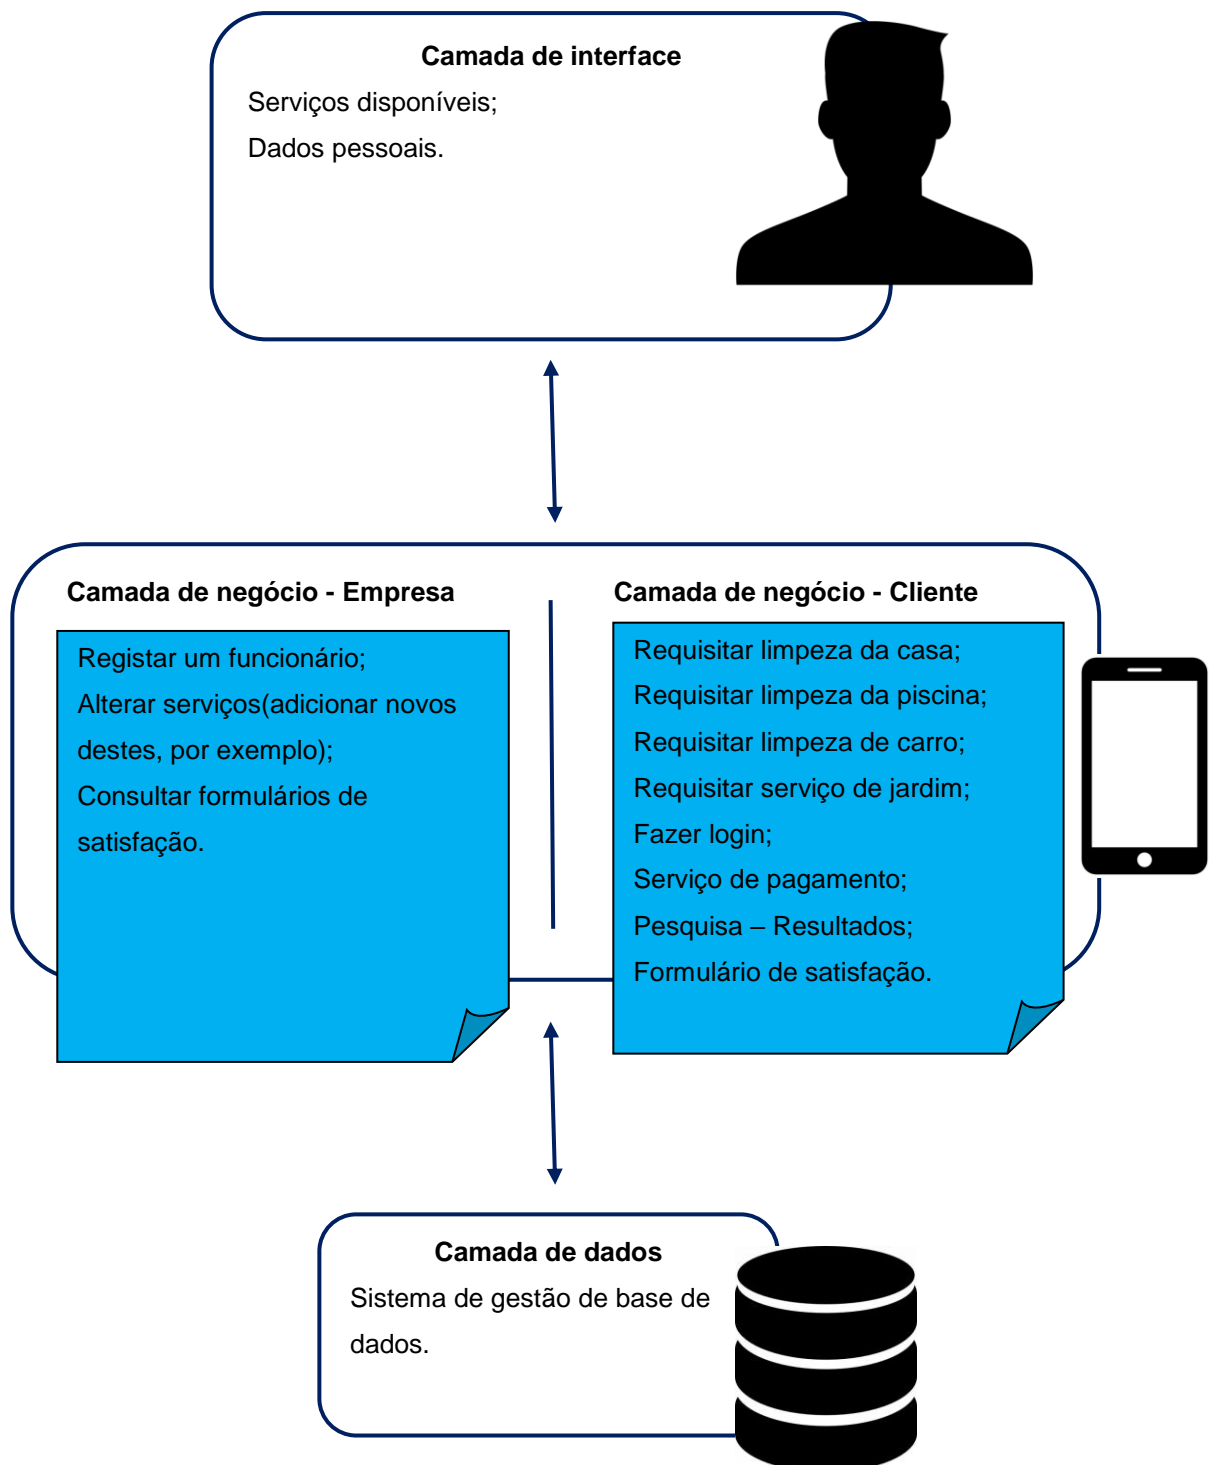 Camada de interface
Serviços disponíveis;
Dados pessoais.
Camada de negócio - Empresa
Registar um funcionário;
Alterar serviços(adicionar novos
destes, por exemplo);
Consultar formulários de
satisfação.
Camada de negócio - Cliente
Requisitar limpeza da casa;
Requisitar limpeza da piscina;
Requisitar limpeza de carro;
Requisitar serviço de jardim;
Fazer login;
Serviço de pagamento;
Pesquisa – Resultados;
Formulário de satisfação.
Camada de dados
Sistema de gestão de base de
dados.